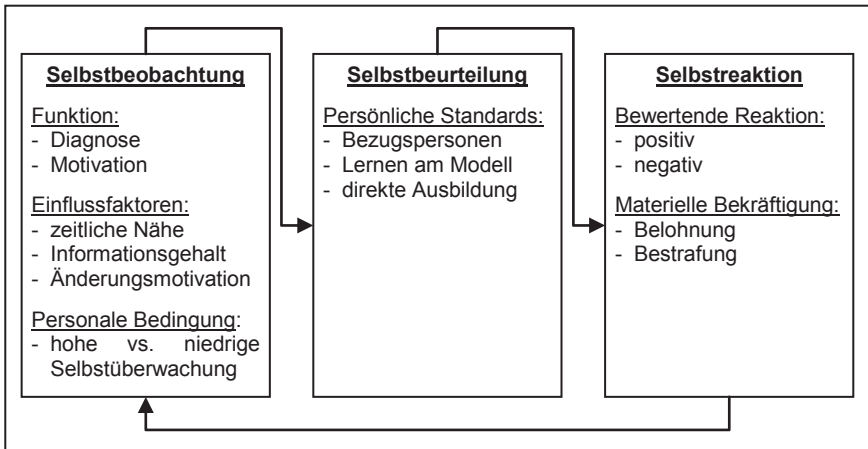 Selbstbeobachtung
Funktion:
- Diagnose
- Motivation
Einflussfaktoren:
- zeitliche Nähe
- Informationsgehalt
- Änderungsmotivation
Personale Bedingung:
- hohe vs. niedrige
Selbstüberwachung
Selbstbeurteilung
Persönliche Standards:
- Bezugspersonen
- Lernen am Modell
- direkte Ausbildung
Selbstreaktion
Bewertende Reaktion:
- positiv
- negativ
Materielle Bekräftigung:
- Belohnung
- Bestrafung